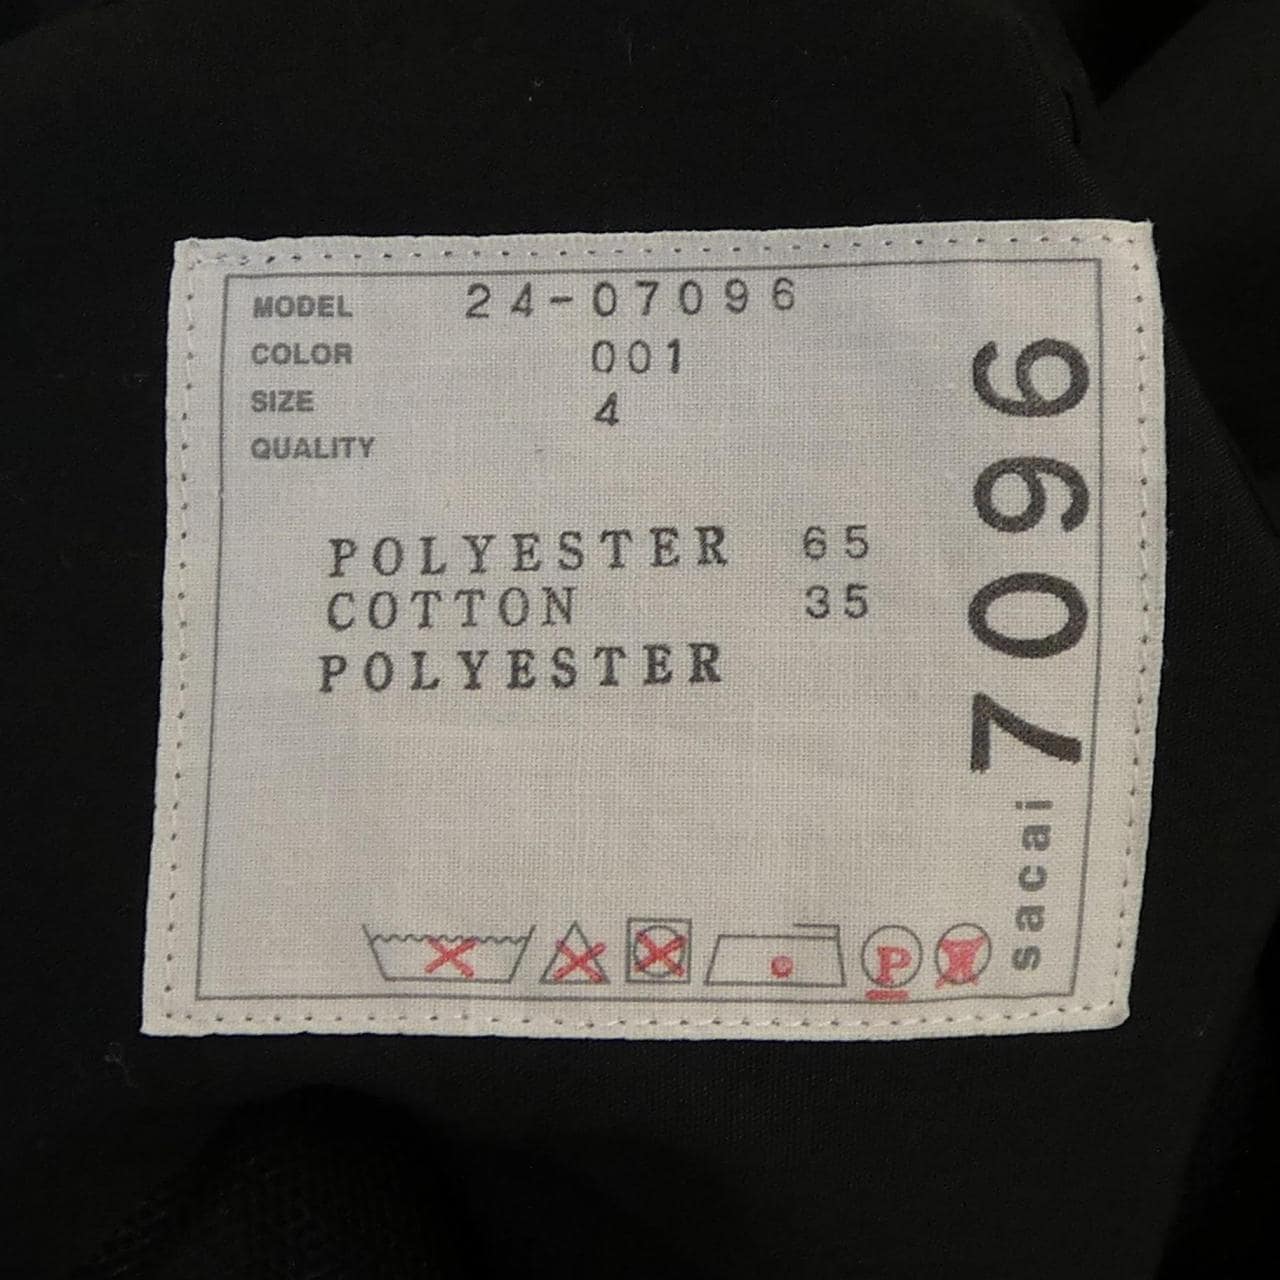 MODEL 24-07096
COLOR 001
SIZE 4
QUALITY
POLYESTER 65
COTTON 35
POLYESTER
P
sacai 7096